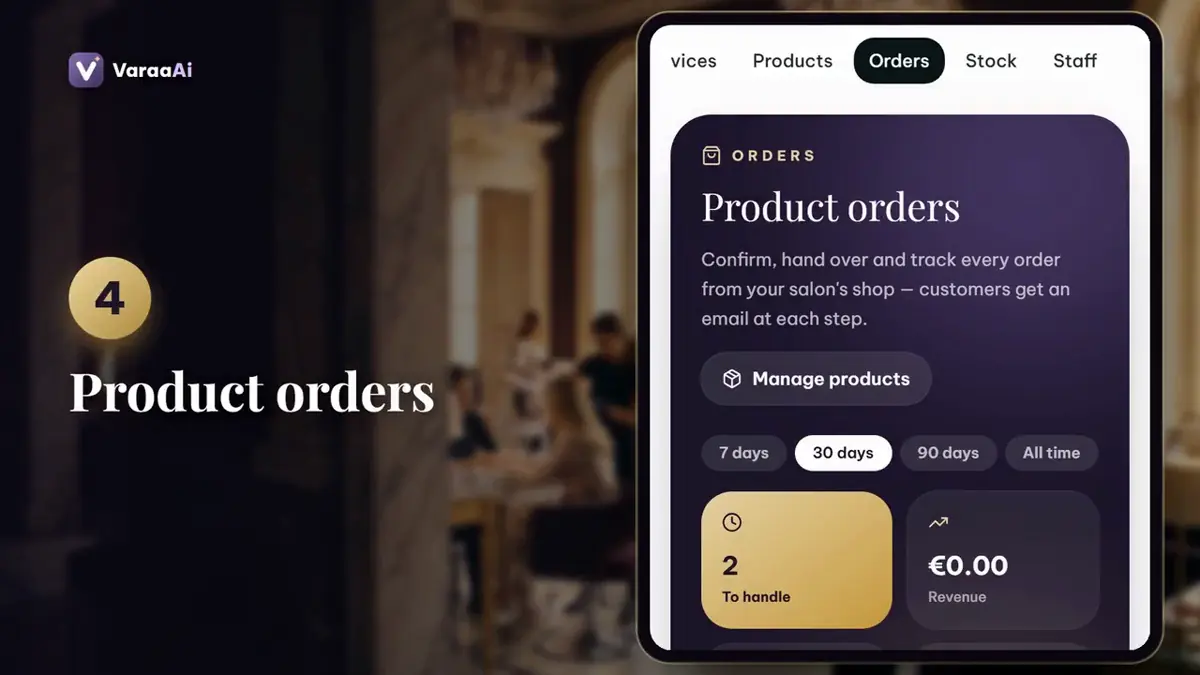 VaraaAi
4
Product orders
vices Products Orders Stock Staff
ORDERS
Product orders
Confirm, hand over and track every order
from your salon's shop — customers get an
email at each step.
Manage products
7 days 30 days 90 days All time
2
To handle
€0.00
Revenue